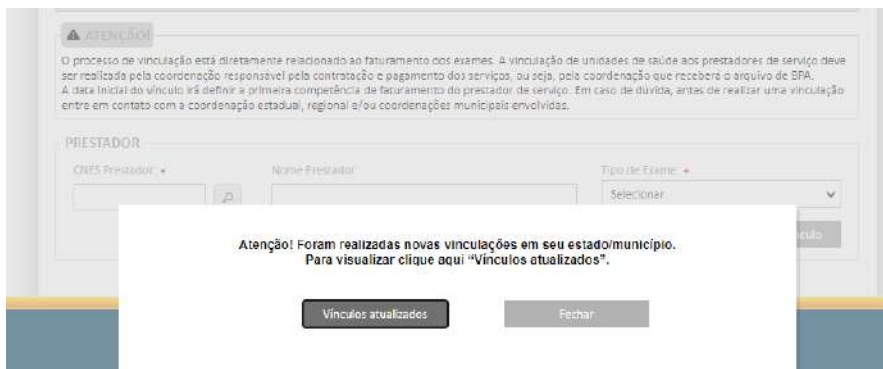 ATENÇÃO!
O processo de vinculação está diretamente relacionado ao faturamento dos exames. A vinculação de unidades de saúde aos prestadores de serviço deve
ser realizada pela coordenação responsável pela contratação e pagamento dos serviços, ou seja, pela coordenação que receberá o arquivo de BPA.
A data inicial do vínculo irá definir a primeira competência de faturamento do prestador de serviço. Em caso de dúvida, antes de realizar uma vinculação
entre em contato com a coordenação estadual, regional e/ou coordenações municipais envolvidas.
PRESTADOR
CNES Prestador: Nome Prestador Tipo de Exame:
Selecionar
Atenção! Foram realizadas novas vinculações em seu estado/município.
Para visualizar clique aqui “Vínculos atualizados”.
Vínculos atualizados Fechar